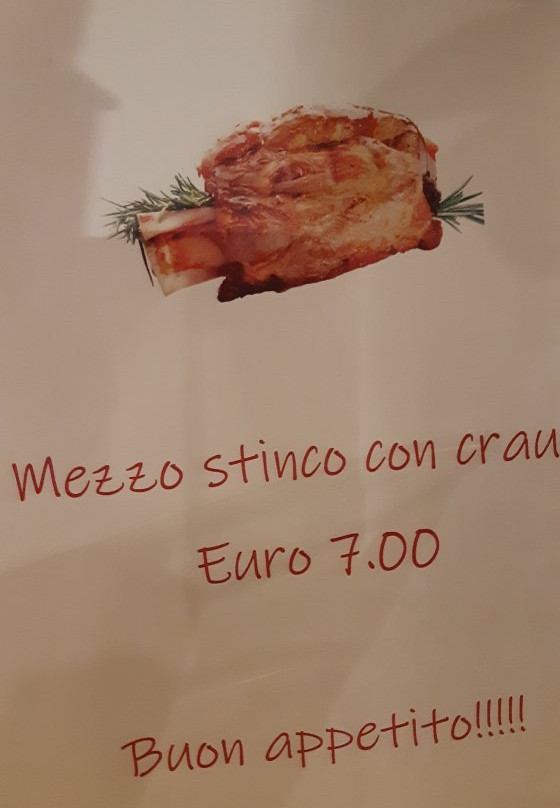 Mezzo stinco con crau
Euro 7.00
Buon appetito!!!!!